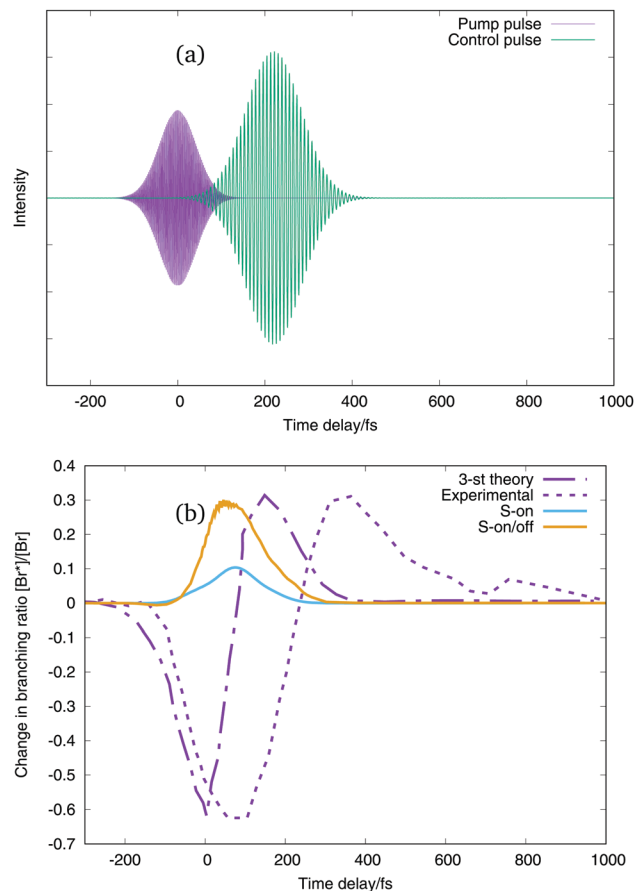 Pump pulse
Control pulse
(a)
Intensity
-200 0 200 400 600 800 1000
Time delay/fs
0.4
0.3
0.2
0.1
0
-0.1
-0.2
-0.3
-0.4
-0.5
-0.6
-0.7
3-st theory
Experimental
S-on
S-on/off
(b)
Change in branching ratio [Br*]/[Br]
-200 0 200 400 600 800 1000
Time delay/fs